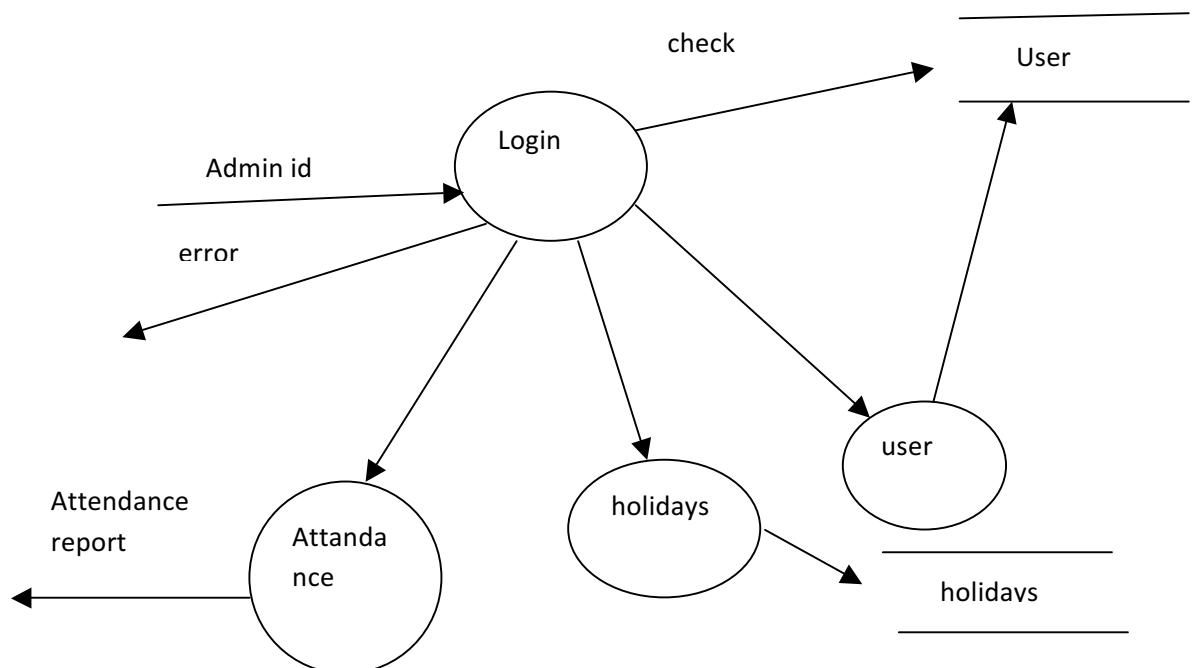 check
User
Login
Admin id
error
user
Attendance
report
holidays
Attanda
nce
holidays